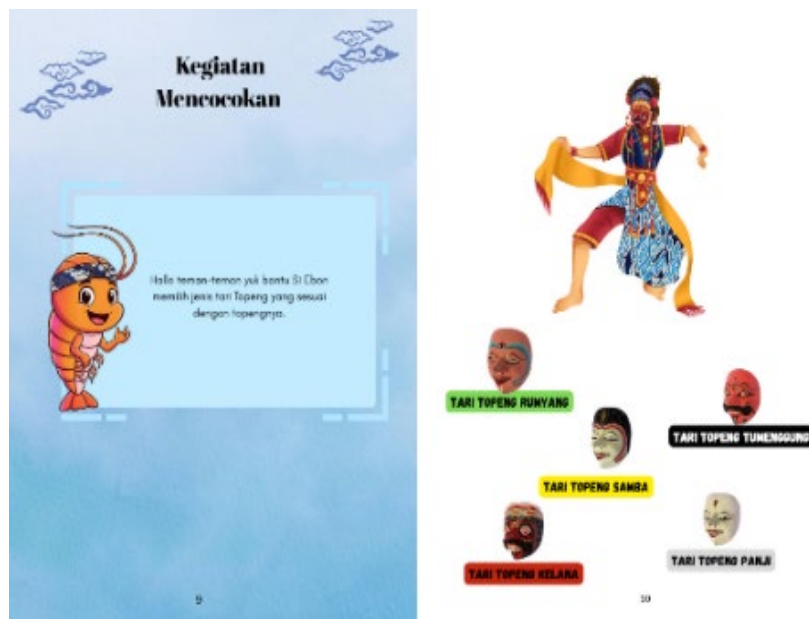 Kegiatan
Mencocokan
Hallo teman-teman yuk bantu Si Ebon
memilih jenis tari Topeng yang sesuai
dengan topengnya.
9
TARI TOPENG RUMYANG
TARI TOPENG TUMENGGUNG
TARI TOPENG SAMBA
TARI TOPENG KELANA
TARI TOPENG PANJI
10